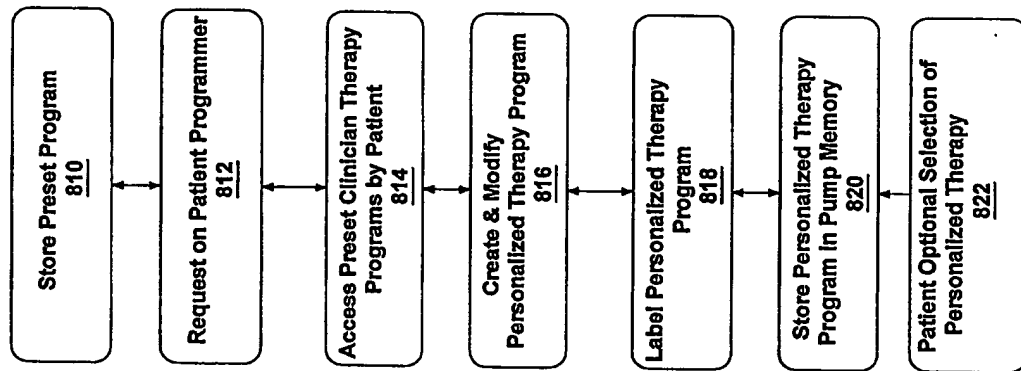 Store Preset Program
810
Request on Patient Programmer
812
Access Preset Clinician Therapy
Programs by Patient
814
Create & Modify
Personalized Therapy Program
816
Label Personalized Therapy
Program
818
Store Personalized Therapy
Program In Pump Memory
820
Patient Optional Selection of
Personalized Therapy
822